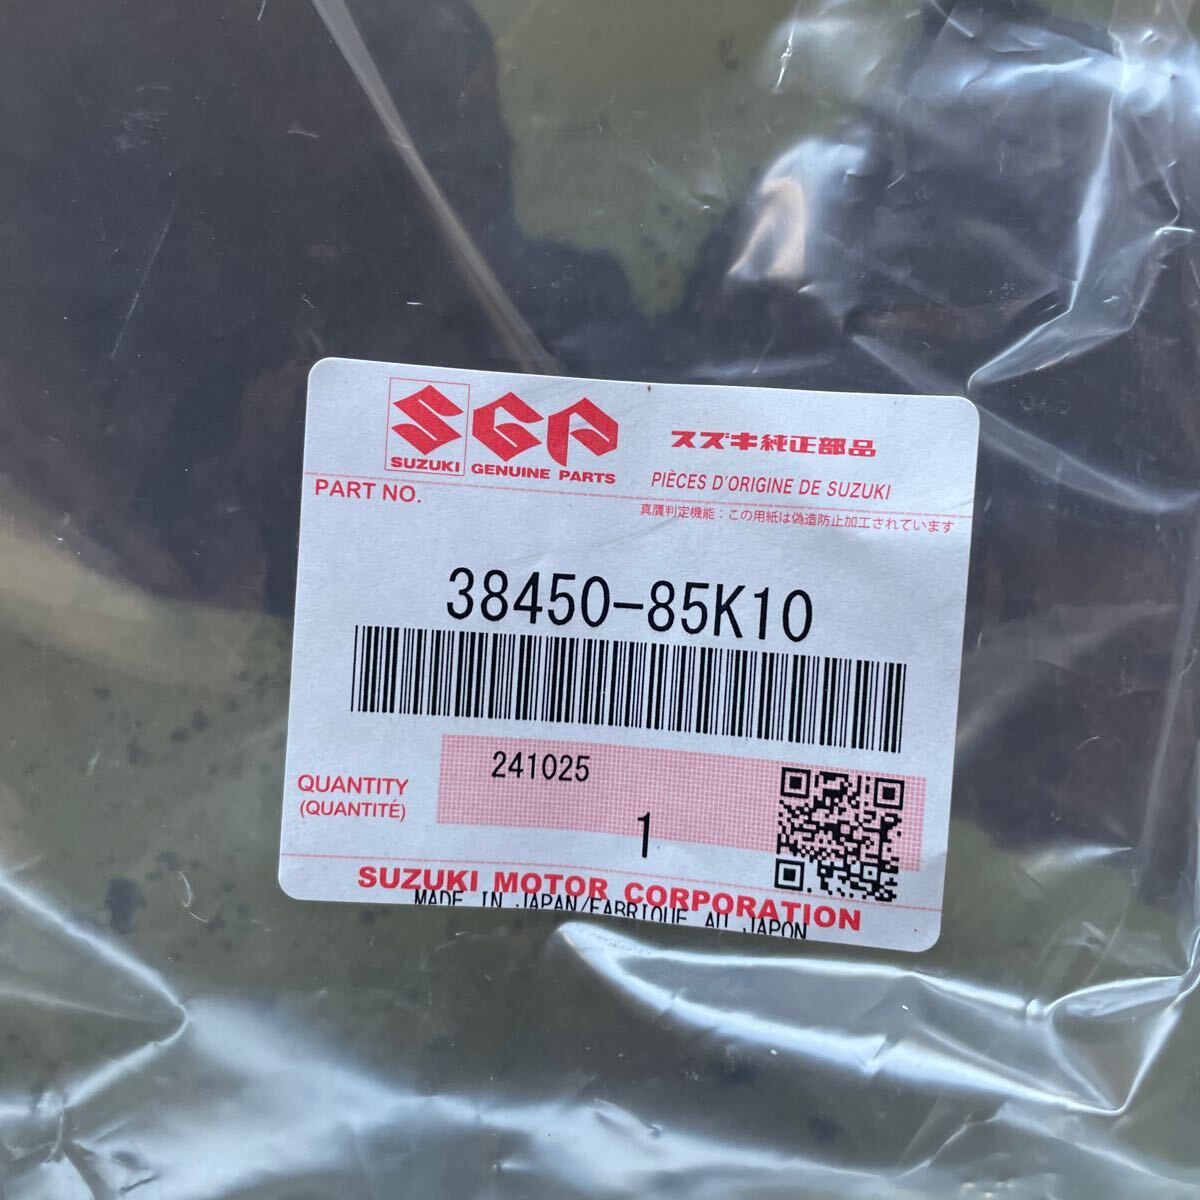 SUZUKI
SGP
GENUINE PARTS
スズキ純正部品
PIÈCES D'ORIGINE DE SUZUKI
PART NO.
真贋判定機能：この用紙は偽造防止加工されています
38450-85K10
241025
QUANTITY
(QUANTITÉ)
1
SUZUKI MOTOR CORPORATION
MADE IN JAPAN/FABRIQUE AU JAPON